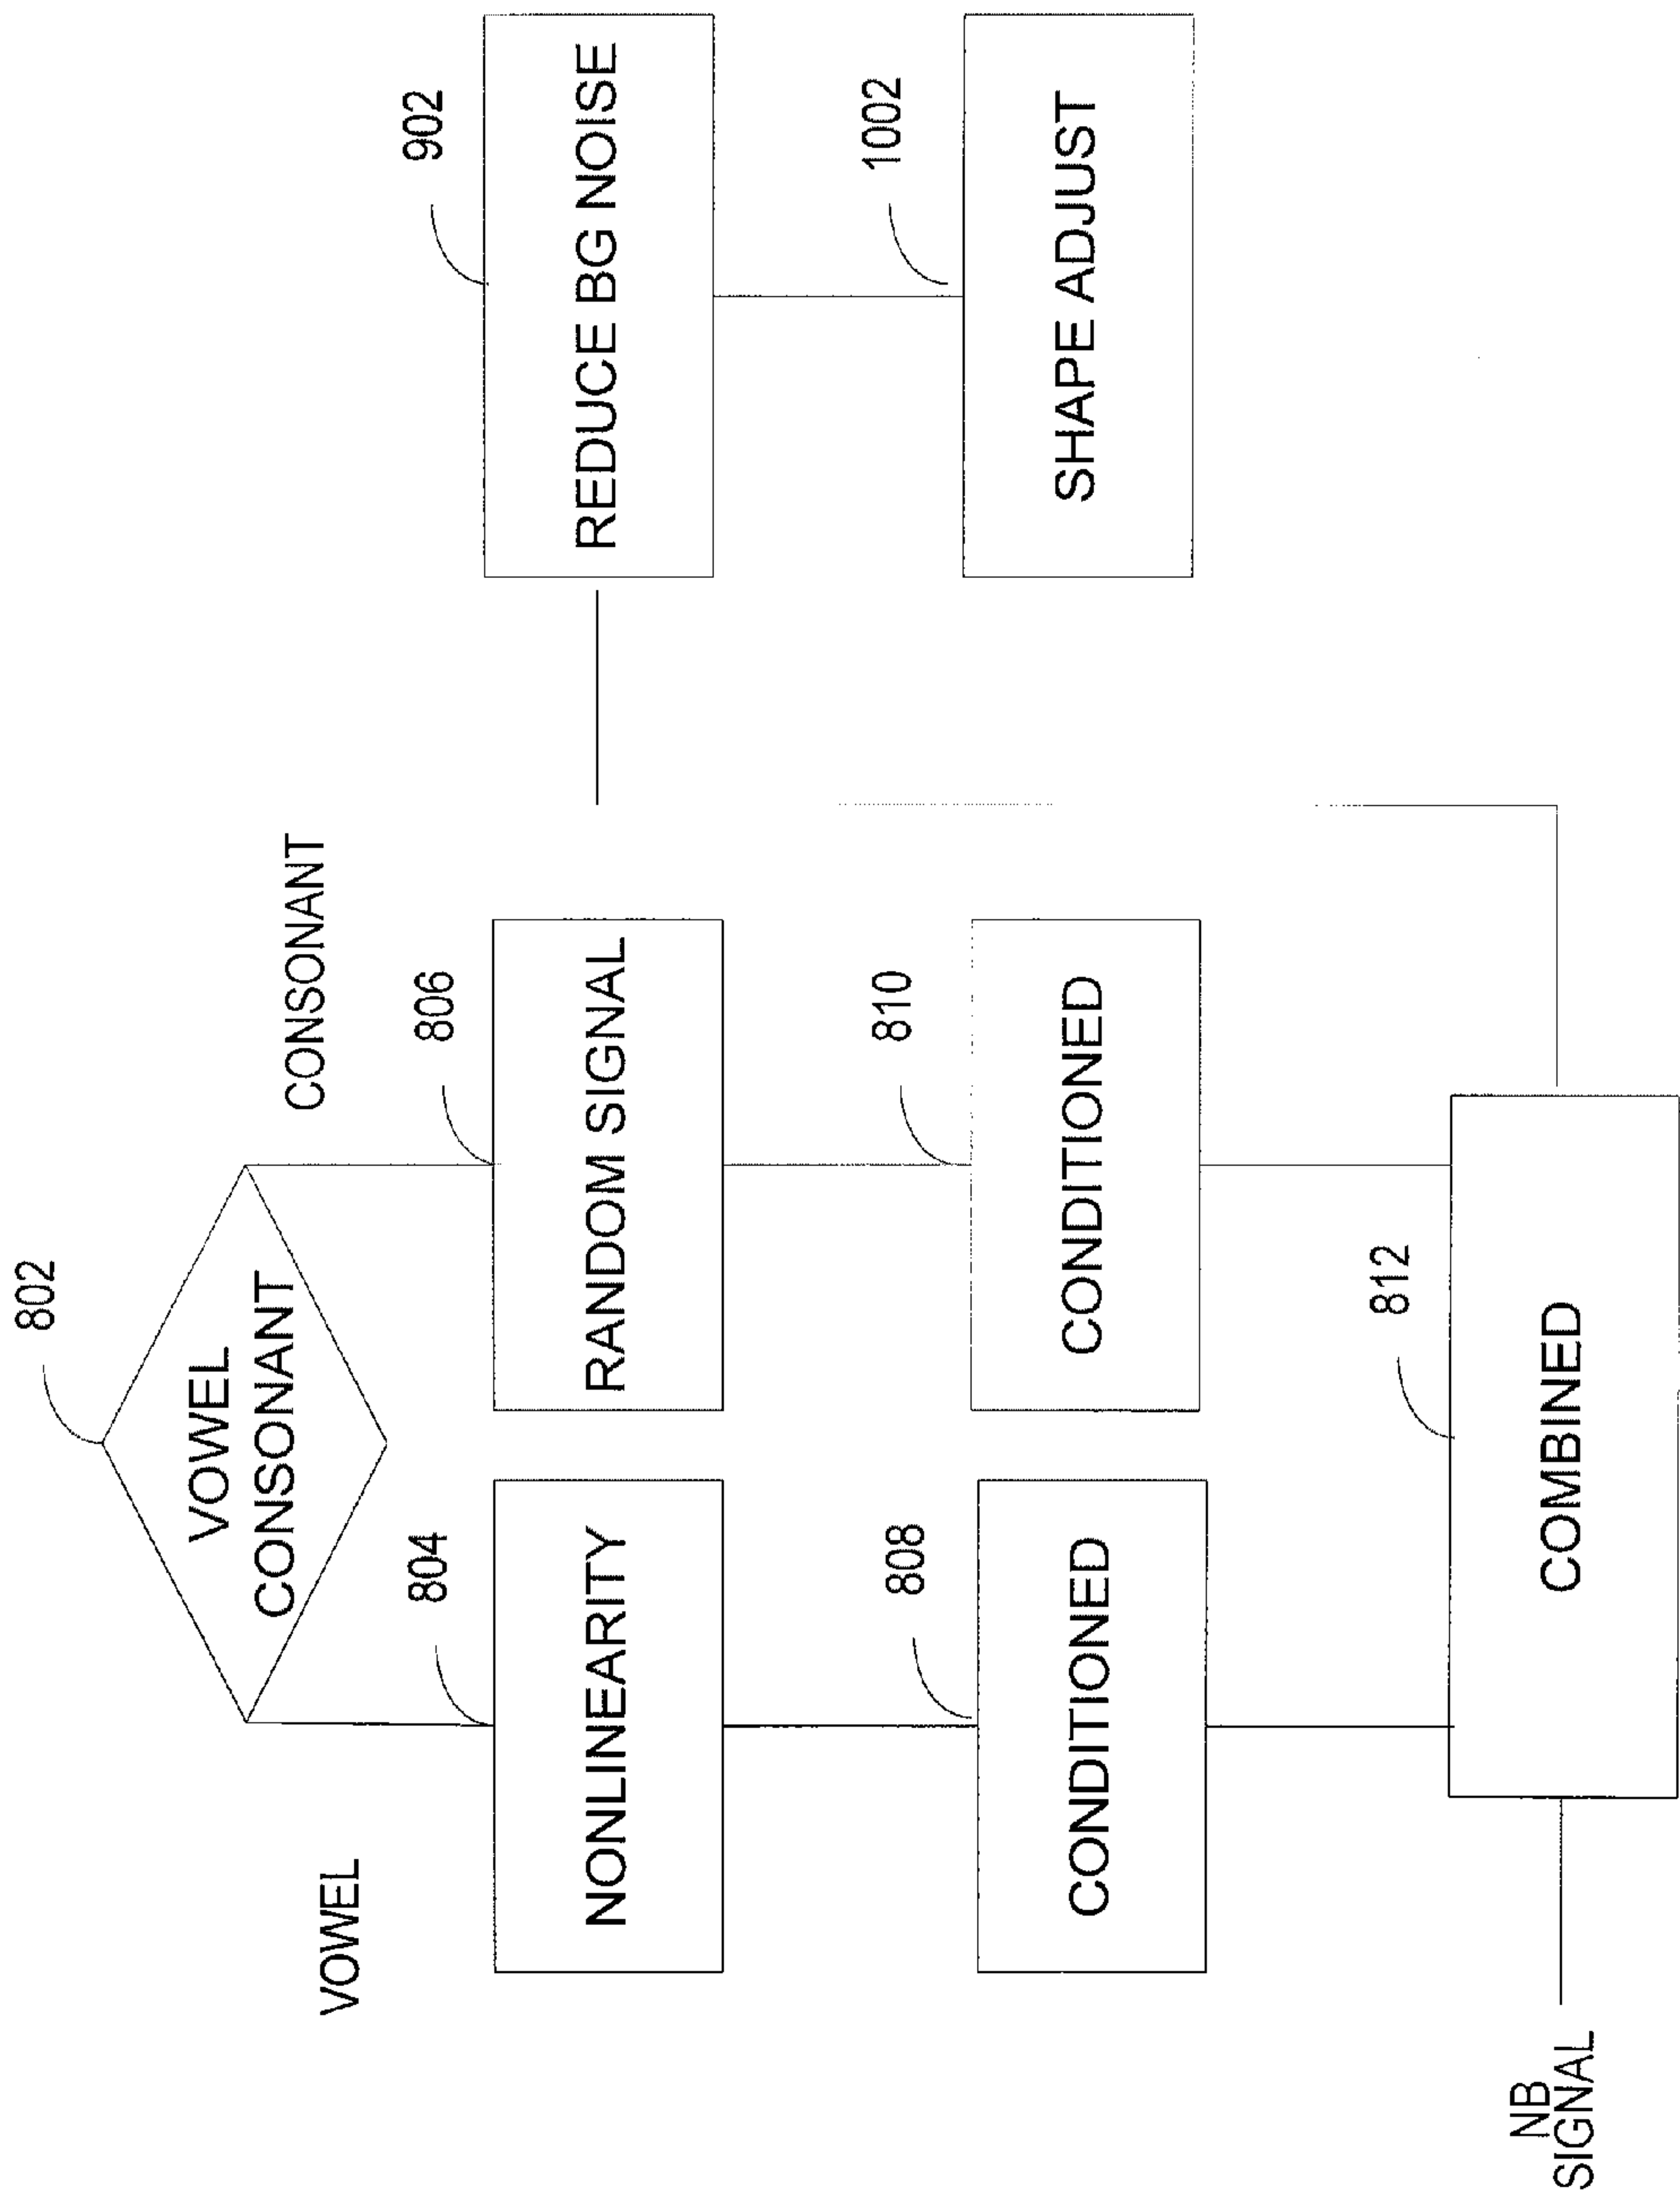 802
VOWEL
CONSONANT
VOWEL
CONSONANT
804
NONLINEARITY
806
RANDOM SIGNAL
808
CONDITIONED
810
CONDITIONED
812
COMBINED
NB
SIGNAL
902
REDUCE BG NOISE
1002
SHAPE ADJUST